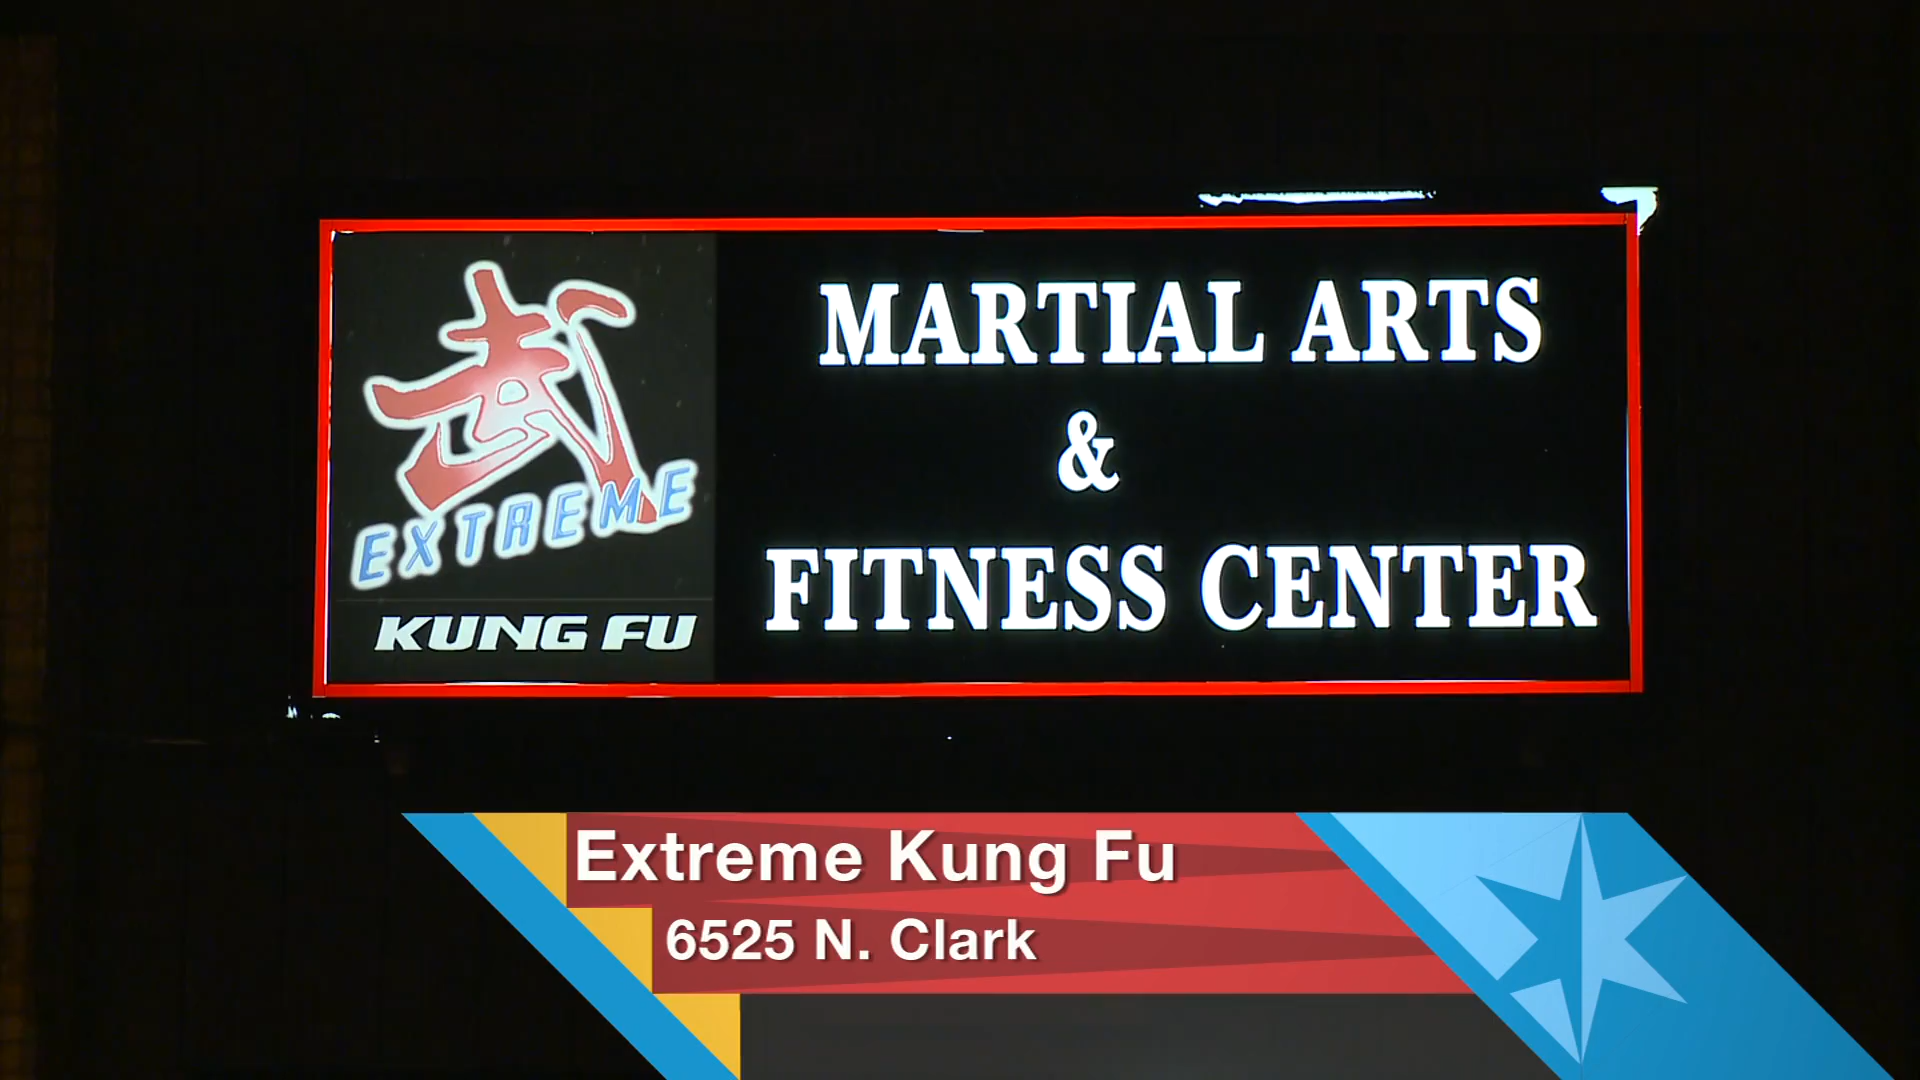 武
EXTREME
KUNG FU
MARTIAL ARTS
&
FITNESS CENTER
Extreme Kung Fu
6525 N. Clark